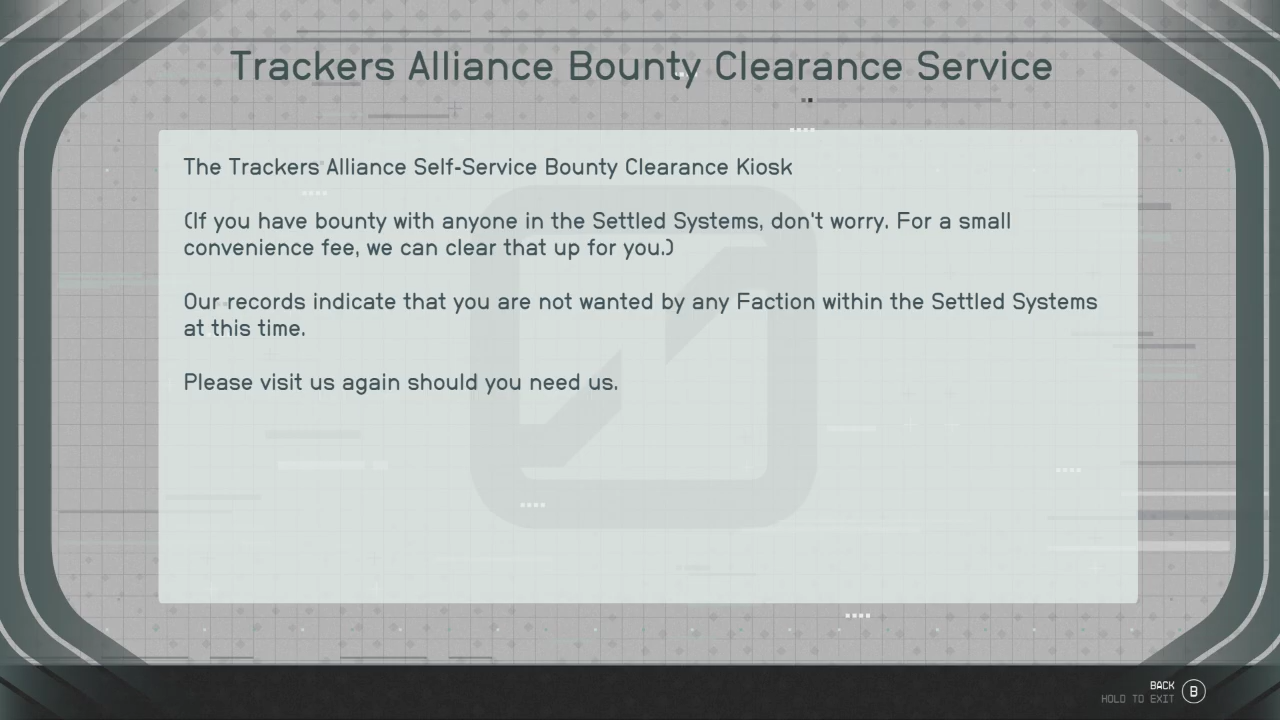 Trackers Alliance Bounty Clearance Service
The Trackers Alliance Self-Service Bounty Clearance Kiosk
(If you have bounty with anyone in the Settled Systems, don't worry. For a small
convenience fee, we can clear that up for you.)
Our records indicate that you are not wanted by any Faction within the Settled Systems
at this time.
Please visit us again should you need us.
BACK
HOLD TO EXIT
B